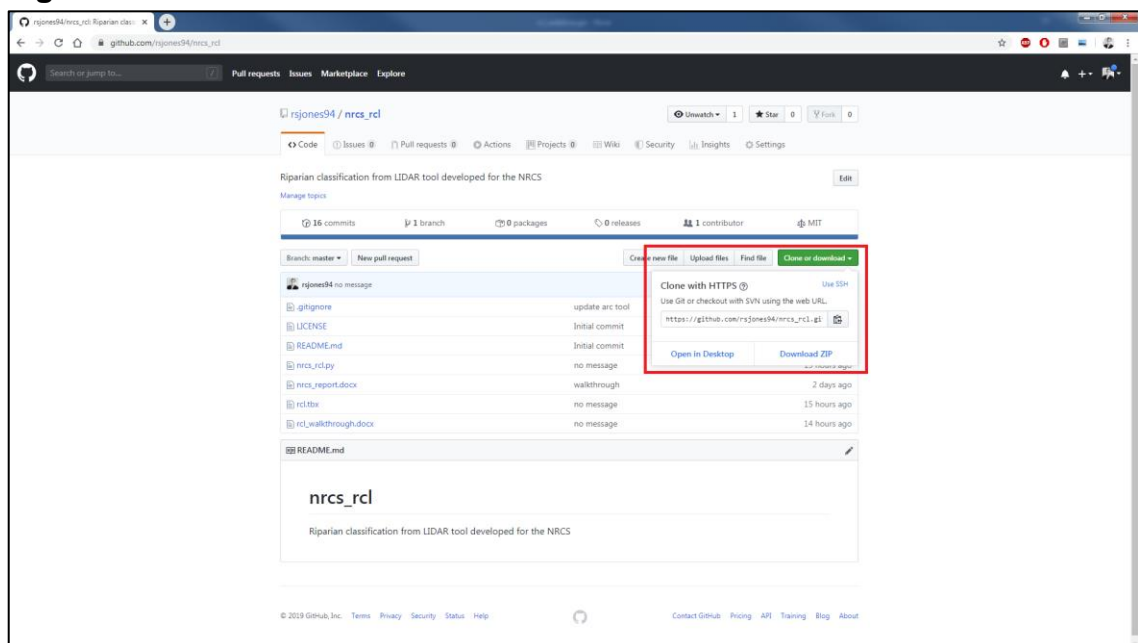 rsjones94/nrcs_rcl: Riparian clas
github.com/rsjones94/nrcs_rcl
Search or jump to... / Pull requests Issues Marketplace Explore
rsjones94 / nrcs_rcl Unwatch 1 Star 0 Fork 0
Code Issues 0 Pull requests 0 Actions Projects 0 Wiki Security Insights Settings
Riparian classification from LIDAR tool developed for the NRCS Edit
Manage topics
16 commits 1 branch 0 packages 0 releases 1 contributor MIT
Branch: master New pull request Create new file Upload files Find file Clone or download
rsjones94 no message
Clone with HTTPS Use SSH
Use Git or checkout with SVN using the web URL.
https://github.com/rsjones94/nrcs_rcl.gi
Open in Desktop Download ZIP
.gitignore update arc tool
LICENSE Initial commit
README.md Initial commit
nrcs_rcl.py no message 15 hours ago
nrcs_report.docx walkthrough 2 days ago
rcl.tbx no message 15 hours ago
rcl_walkthrough.docx no message 14 hours ago
README.md
nrcs_rcl
Riparian classification from LIDAR tool developed for the NRCS
© 2019 GitHub, Inc. Terms Privacy Security Status Help Contact GitHub Pricing API Training Blog About